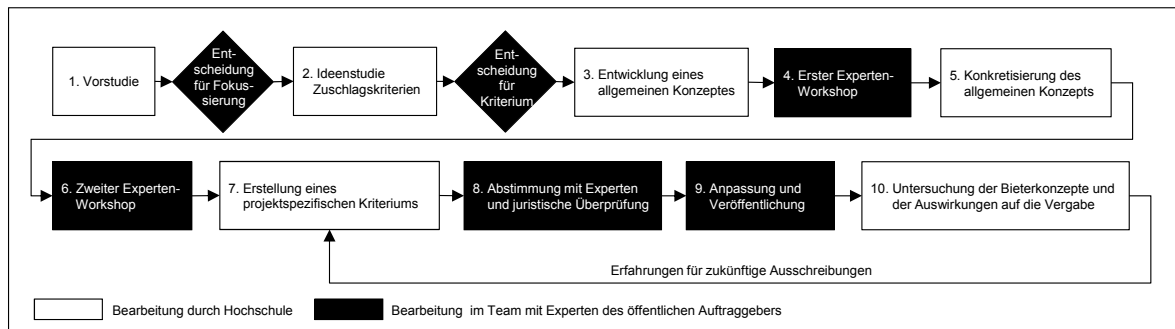 1. Vorstudie
Ent-
scheidung
für Fokus-
sierung
2. Ideenstudie
Zuschlagskriterien
Ent-
scheidung
für
Kriterium
3. Entwicklung eines
allgemeinen Konzeptes
4. Erster Experten-
Workshop
5. Konkretisierung des
allgemeinen Konzepts
6. Zweiter Experten-
Workshop
7. Erstellung eines
projektspezifischen Kriteriums
8. Abstimmung mit Experten
und juristische Überprüfung
9. Anpassung und
Veröffentlichung
10. Untersuchung der Bieterkonzepte und
der Auswirkungen auf die Vergabe
Erfahrungen für zukünftige Ausschreibungen
Bearbeitung durch Hochschule
Bearbeitung im Team mit Experten des öffentlichen Auftraggebers